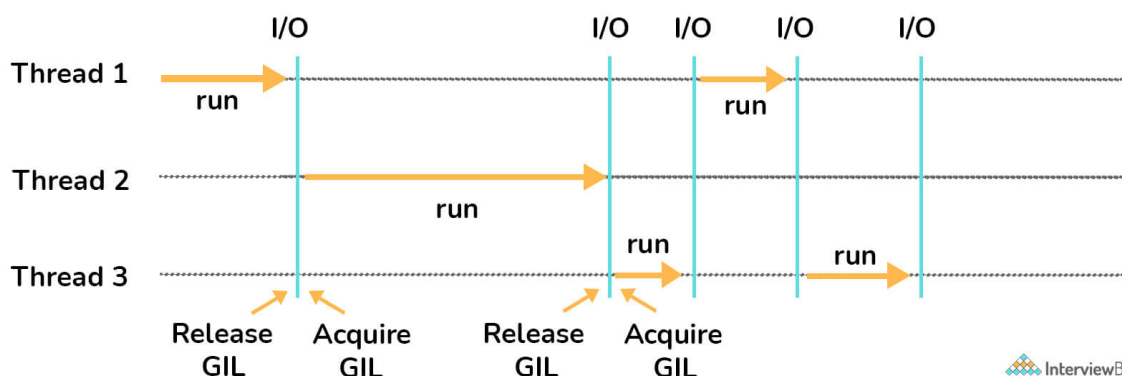 I/O I/O I/O I/O I/O
Thread 1
run run
Thread 2
run
run run
Thread 3
Release Acquire Release Acquire
GIL GIL GIL GIL
InterviewB